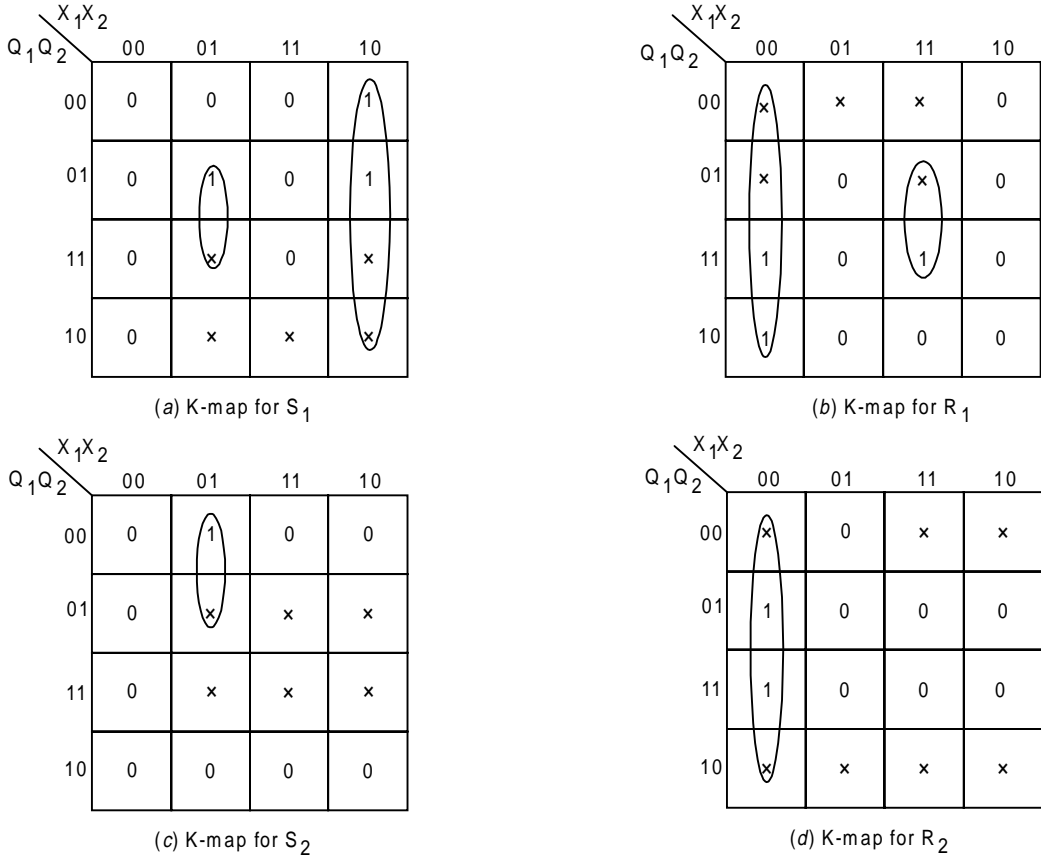 X1X2 X1X2
Q1Q2 00 01 11 10 Q1Q2 00 01 11 10
00 0 0 0 1 00 × × × 0
01 0 1 0 1 01 × 0 × 0
11 0 × 0 × 11 1 0 1 0
10 0 × × × 10 1 0 0 0
(a) K-map for S1 (b) K-map for R1
X1X2 X1X2
Q1Q2 00 01 11 10 Q1Q2 00 01 11 10
00 0 1 0 0 00 × 0 × ×
01 0 × × × 01 1 0 0 0
11 0 × × × 11 1 0 0 0
10 0 0 0 0 10 × × × ×
(c) K-map for S2 (d) K-map for R2